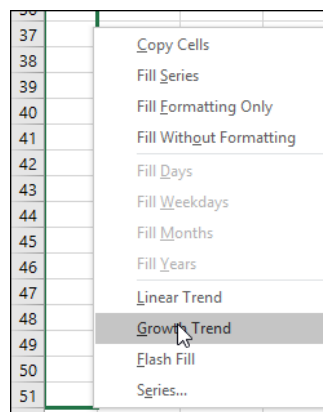 36
37
38
39
40
41
42
43
44
45
46
47
48
49
50
51
Copy Cells
Fill Series
Fill Formatting Only
Fill Without Formatting
Fill Days
Fill Weekdays
Fill Months
Fill Years
Linear Trend
Growth Trend
Flash Fill
Series...